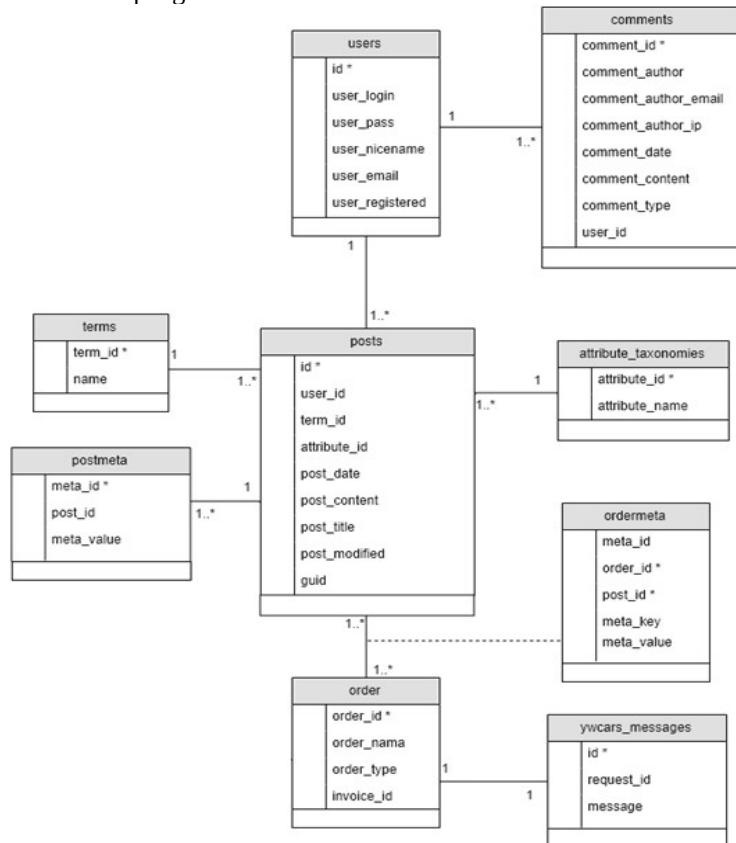 users
id *
user_login
user_pass
user_nicename
user_email
user_registered
comments
comment_id *
comment_author
comment_author_email
comment_author_ip
comment_date
comment_content
comment_type
user_id
1
1..*
1
1..*
terms
term_id *
name
1
1..*
posts
id *
user_id
term_id
attribute_id
post_date
post_content
post_title
post_modified
guid
attribute_taxonomies
attribute_id *
attribute_name
1
1..*
postmeta
meta_id *
post_id
meta_value
1
1..*
ordermeta
meta_id
order_id *
post_id *
meta_key
meta_value
1..*
1..*
order
order_id *
order_nama
order_type
invoice_id
1
1
ywcars_messages
id *
request_id
message